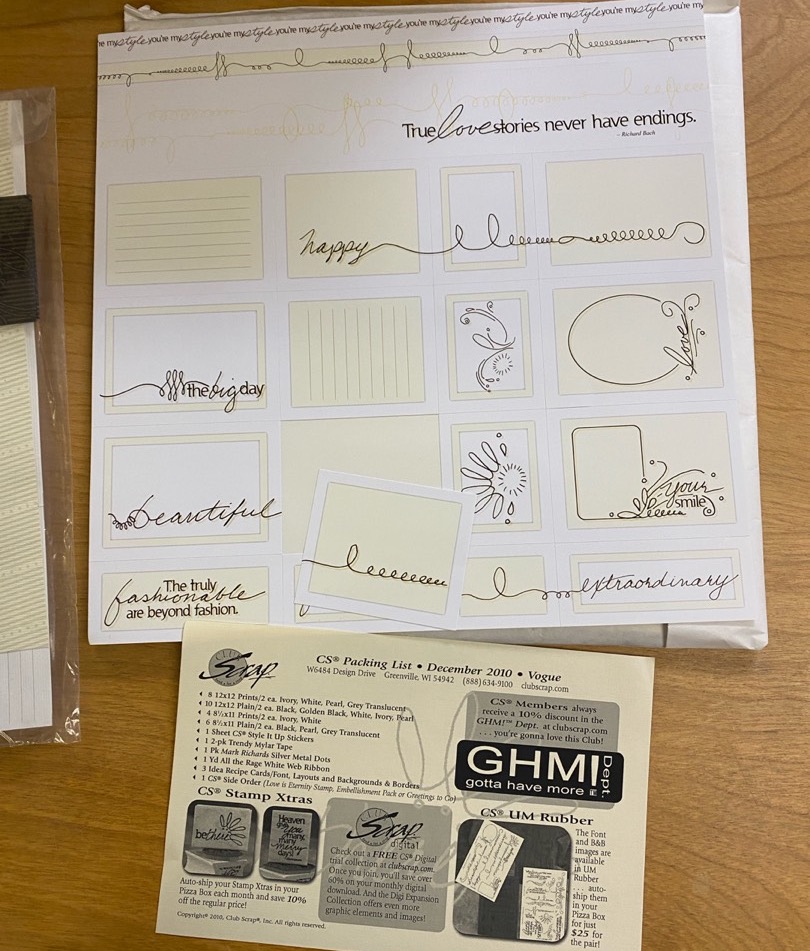 you're my style you're my style you're my style you're my style you're my style you're my style you're my
True love stories never have endings.
~ Richard Bach
happy
the big day
love
beautiful
your
smile
The truly
fashionable
are beyond fashion.
extraordinary
CLUB
Scrap
CS® Packing List • December 2010 • Vogue
W6484 Design Drive Greenville, WI 54942 (888) 634-9100 clubscrap.com
8 12x12 Prints/2 ea. Ivory, White, Pearl, Grey Translucent
10 12x12 Plain/2 ea. Black, Golden Black, White, Ivory, Pearl
4 8½x11 Prints/2 ea. Ivory, White
6 8½x11 Plain/2 ea. Black, Pearl, Grey Translucent
1 Sheet CS® Style It Up Stickers
1 2-pk Trendy Mylar Tape
1 Pk Mark Richards Silver Metal Dots
1 Yd All the Rage White Web Ribbon
3 Idea Recipe Cards/Font, Layouts and Backgrounds & Borders
1 CS® Side Order (Love is Eternity Stamp, Embellishment Pack or Greetings to Go)
CS® Members always
receive a 10% discount in the
GHM!™ Dept. at clubscrap.com
. . . you're gonna love this Club!
GHM! Dept.
gotta have more
CS® Stamp Xtras
Heaven
you
many,
many
merry
days!
Auto-ship your Stamp Xtras in your
Pizza Box each month and save 10%
off the regular price!
Copyright® 2010, Club Scrap®, Inc. All rights reserved.
CLUB
Scrap
digital
Check out a FREE CS® Digital
trial collection at clubscrap.com.
Once you join, you'll save over
60% on your monthly digital
download. And the Digi Expansion
Collection offers even more
graphic elements and images!
CS® UM Rubber
The Font
and B&B
images are
available
in UM
Rubber
. . . auto-
ship them
in your
Pizza Box
for just
$25 for
the pair!